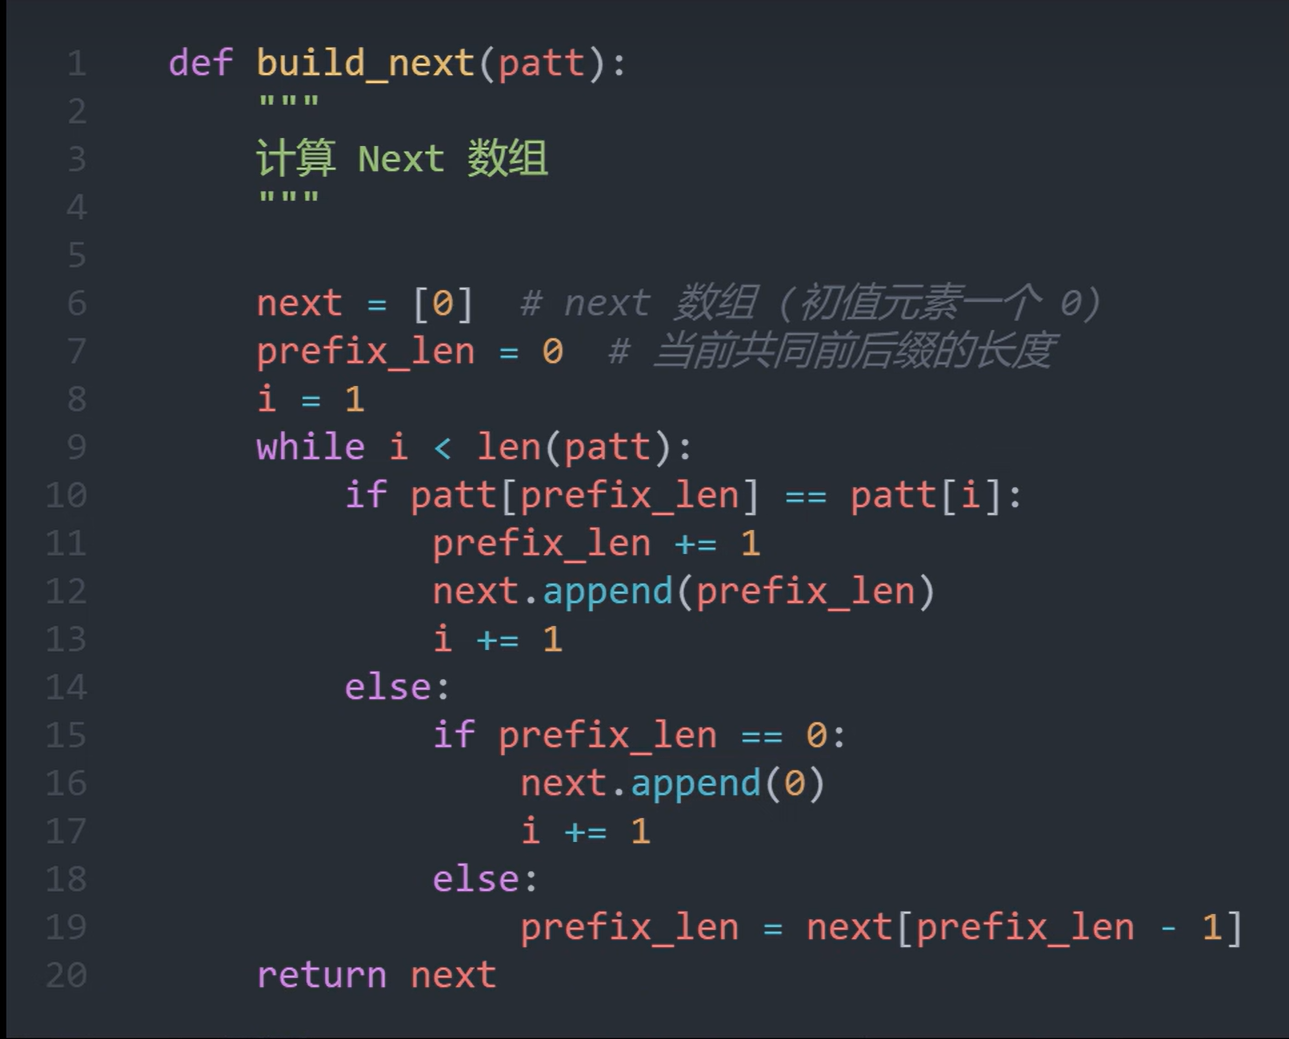 1 def build_next(patt):
2 """
3 计算 Next 数组
4 """
5
6 next = [0] # next 数组 (初值元素一个 0)
7 prefix_len = 0 # 当前共同前后缀的长度
8 i = 1
9 while i < len(patt):
10 if patt[prefix_len] == patt[i]:
11 prefix_len += 1
12 next.append(prefix_len)
13 i += 1
14 else:
15 if prefix_len == 0:
16 next.append(0)
17 i += 1
18 else:
19 prefix_len = next[prefix_len - 1]
20 return next